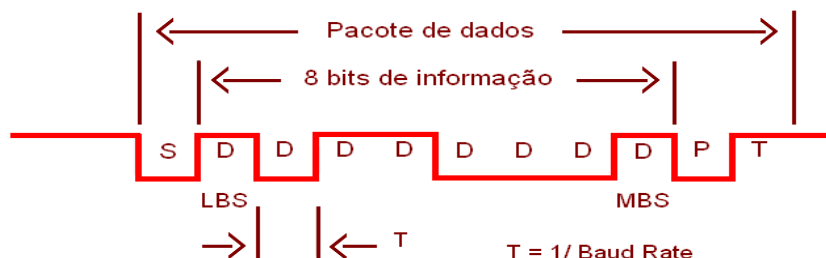 Pacote de dados
8 bits de informação
S D D D D D D D D P T
LBS MBS
T T = 1/ Baud Rate